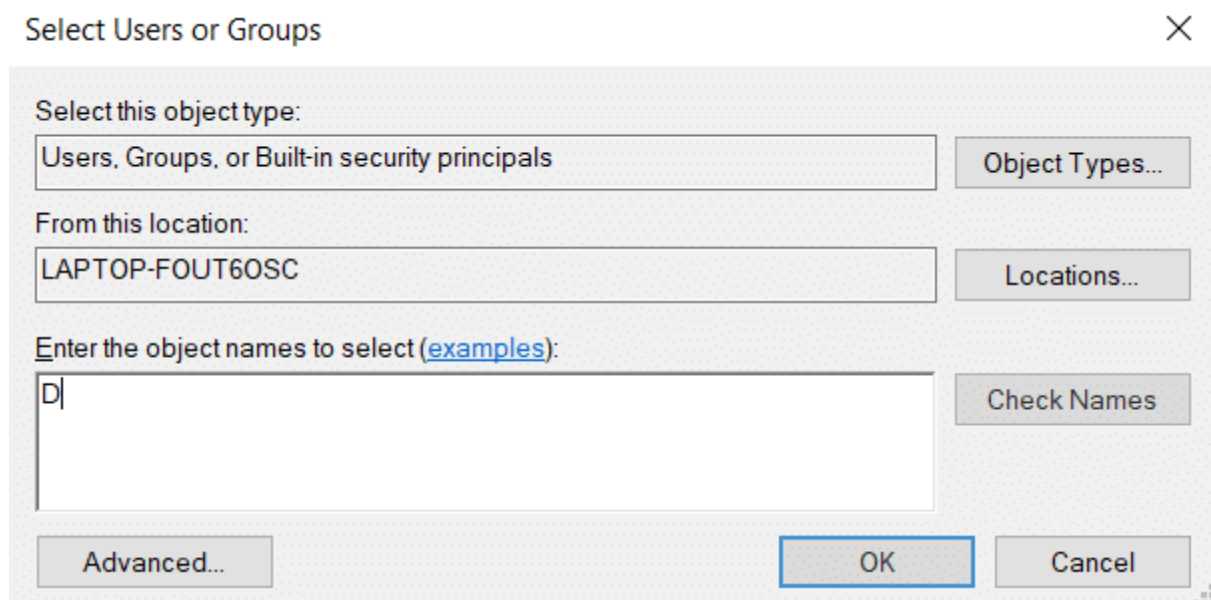 Select Users or Groups
Select this object type:
Users, Groups, or Built-in security principals
Object Types...
From this location:
LAPTOP-FOUT6OSC
Locations...
Enter the object names to select (examples):
D
Check Names
Advanced...
OK
Cancel